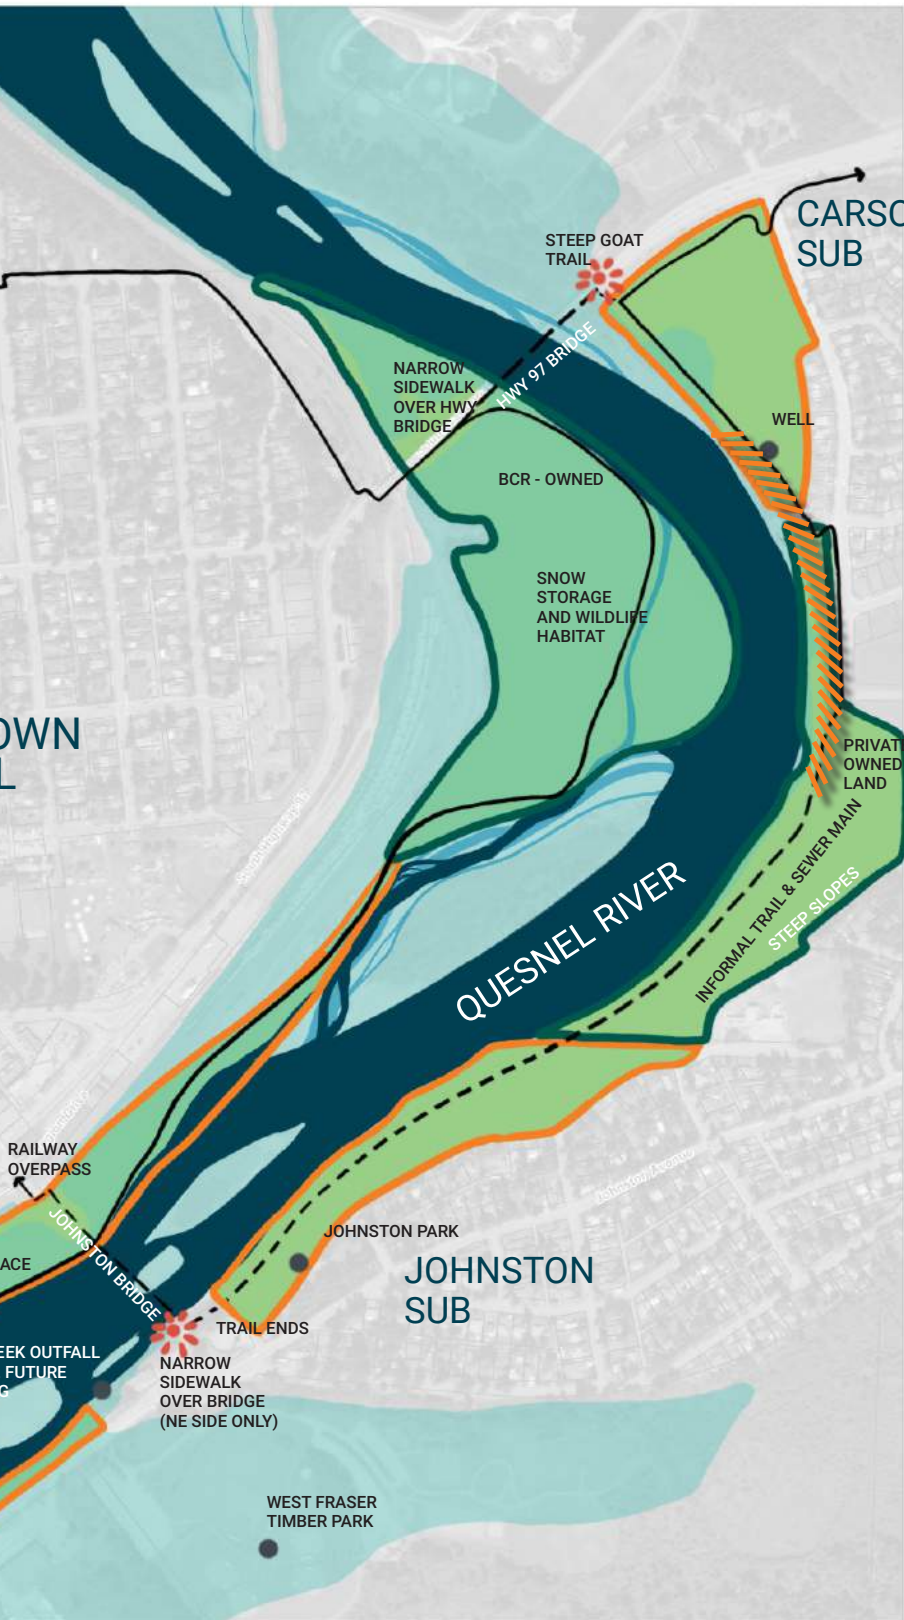 CARSO
SUB
STEEP GOAT
TRAIL
HWY 97 BRIDGE
NARROW
SIDEWALK
OVER HWY
BRIDGE
WELL
BCR - OWNED
SNOW
STORAGE
AND WILDLIFE
HABITAT
OWN
L
PRIVAT
OWNED
LAND
INFORMAL TRAIL & SEWER MAIN
STEEP SLOPES
QUESNEL RIVER
RAILWAY
OVERPASS
Johnston Avenue
JOHNSTON BRIDGE
ACE
JOHNSTON PARK
JOHNSTON
SUB
TRAIL ENDS
EEK OUTFALL
FUTURE
G
NARROW
SIDEWALK
OVER BRIDGE
(NE SIDE ONLY)
WEST FRASER
TIMBER PARK